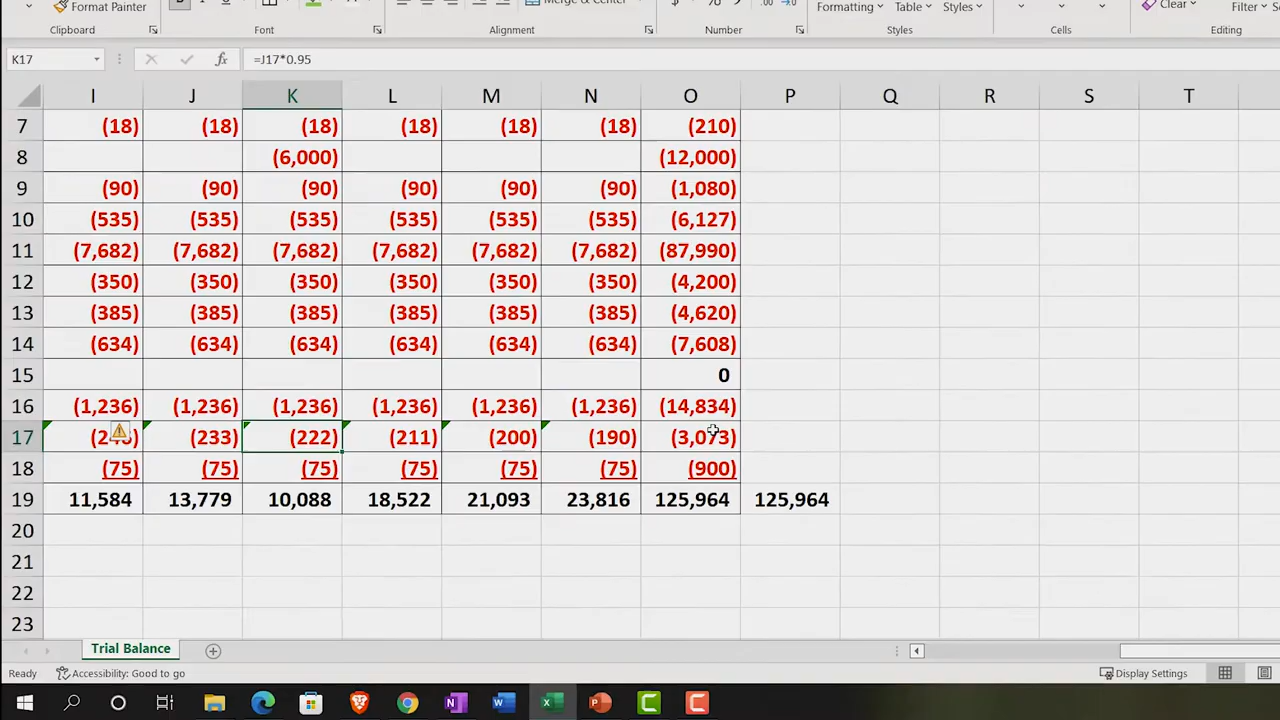 Format Painter Merge & Center Formatting Table Styles Clear Filter
Clipboard Font Alignment Number Styles Cells Editing
K17 fx =J17*0.95
I J K L M N O P Q R S T
7 (18) (18) (18) (18) (18) (18) (210)
8 (6,000) (12,000)
9 (90) (90) (90) (90) (90) (90) (1,080)
10 (535) (535) (535) (535) (535) (535) (6,127)
11 (7,682) (7,682) (7,682) (7,682) (7,682) (7,682) (87,990)
12 (350) (350) (350) (350) (350) (350) (4,200)
13 (385) (385) (385) (385) (385) (385) (4,620)
14 (634) (634) (634) (634) (634) (634) (7,608)
15 0
16 (1,236) (1,236) (1,236) (1,236) (1,236) (1,236) (14,834)
17 (233) (222) (211) (200) (190) (3,073)
18 (75) (75) (75) (75) (75) (75) (900)
19 11,584 13,779 10,088 18,522 21,093 23,816 125,964 125,964
20
21
22
23
Trial Balance
Ready Accessibility: Good to go Display Settings